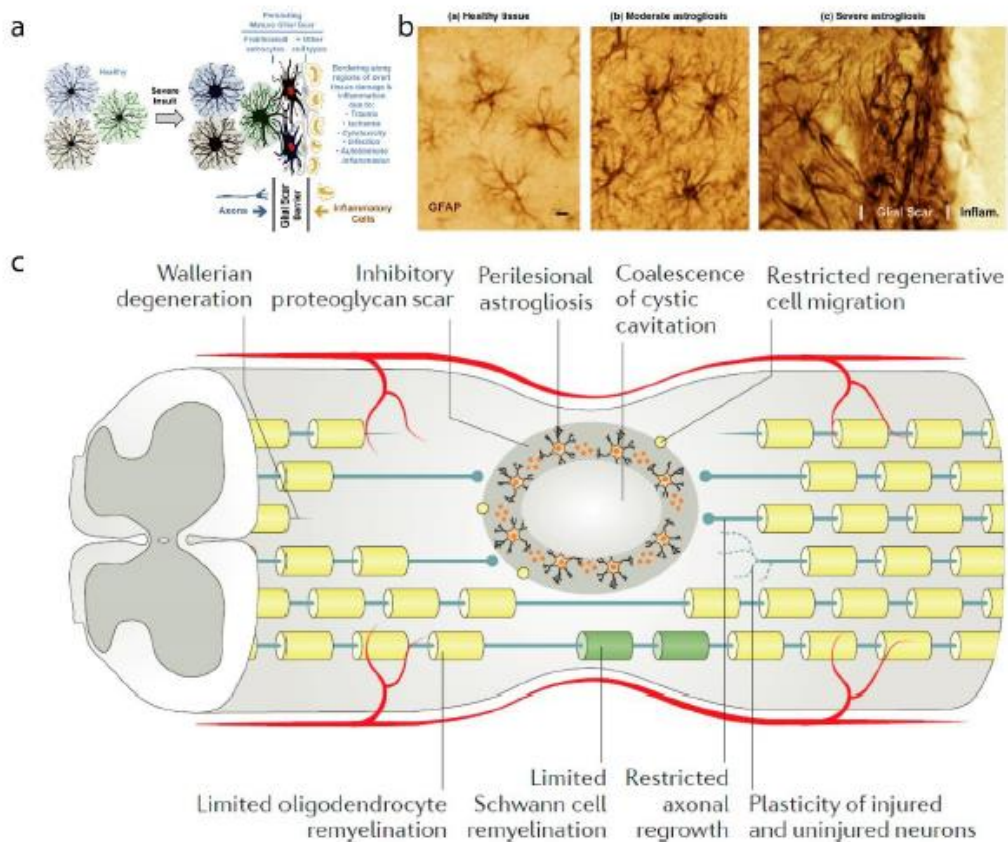 a
Persisting
Mature Glial Scar
Proliferated
astrocytes
+ Other
cell types
Healthy
Severe
Insult
Bordering along
regions of overt
tissue damage &
inflammation
due to:
• Trauma
• Ischemia
• Cytotoxicity
• Infection
• Autoimmune
inflammation
Axons
Glial Scar
Barrier
Inflammatory
Cells
b
(a) Healthy tissue
(b) Moderate astrogliosis
(c) Severe astrogliosis
GFAP
Glial Scar
Inflam.
c
Wallerian
degeneration
Inhibitory
proteoglycan scar
Perilesional
astrogliosis
Coalescence
of cystic
cavitation
Restricted regenerative
cell migration
Limited oligodendrocyte
remyelination
Limited
Schwann cell
remyelination
Restricted
axonal
regrowth
Plasticity of injured
and uninjured neurons